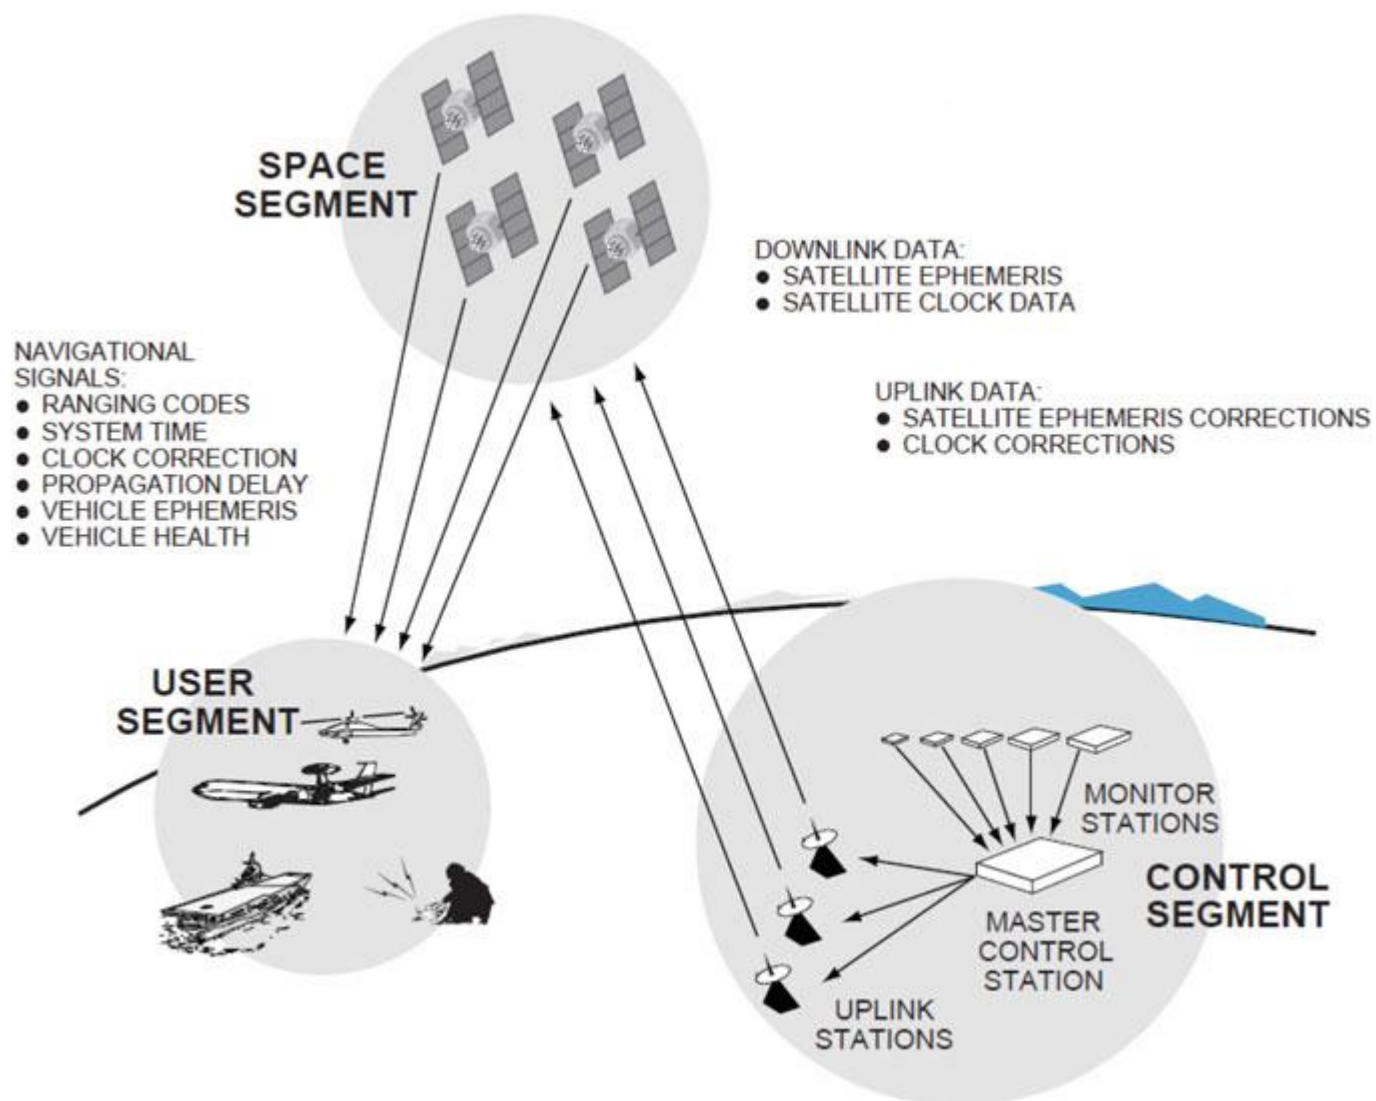 SPACE
SEGMENT
DOWNLINK DATA:
● SATELLITE EPHEMERIS
● SATELLITE CLOCK DATA
NAVIGATIONAL
SIGNALS:
● RANGING CODES
● SYSTEM TIME
● CLOCK CORRECTION
● PROPAGATION DELAY
● VEHICLE EPHEMERIS
● VEHICLE HEALTH
UPLINK DATA:
● SATELLITE EPHEMERIS CORRECTIONS
● CLOCK CORRECTIONS
USER
SEGMENT
MONITOR
STATIONS
CONTROL
SEGMENT
MASTER
CONTROL
STATION
UPLINK
STATIONS